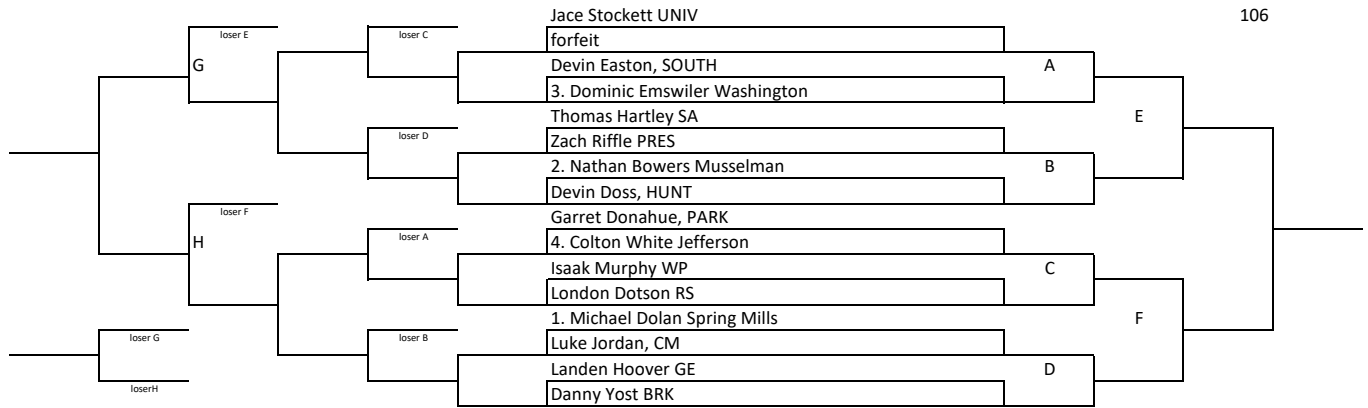 Jace Stockett UNIV
106
loser E
loser C
forfeit
G
Devin Easton, SOUTH
A
3. Dominic Emswiler Washington
Thomas Hartley SA
E
loser D
Zach Riffle PRES
2. Nathan Bowers Musselman
B
Devin Doss, HUNT
loser F
Garret Donahue, PARK
H
loser A
4. Colton White Jefferson
Isaak Murphy WP
C
London Dotson RS
1. Michael Dolan Spring Mills
F
loser G
loser B
Luke Jordan, CM
Landen Hoover GE
D
loserH
Danny Yost BRK